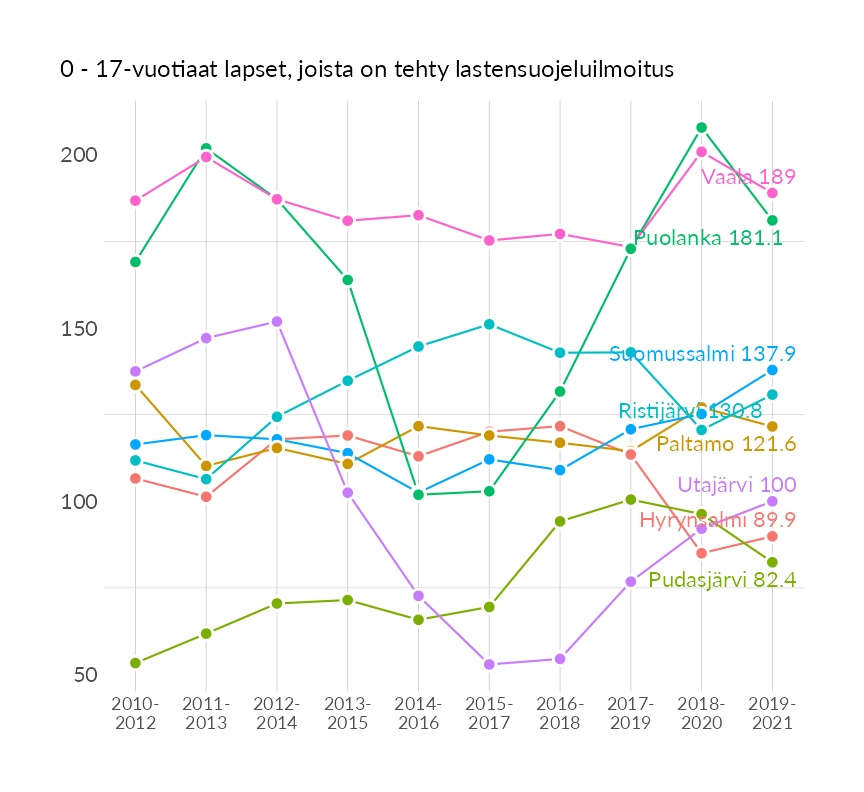 0 - 17-vuotiaat lapset, joista on tehty lastensuojeluilmoitus
200
150
100
50
Vaala 189
Puolanka 181.1
Suomussalmi 137.9
Ristijärvi 130.8
Paltamo 121.6
Utajärvi 100
Hyrynsalmi 89.9
Pudasjärvi 82.4
2010- 2011- 2012- 2013- 2014- 2015- 2016- 2017- 2018- 2019-
2012 2013 2014 2015 2016 2017 2018 2019 2020 2021